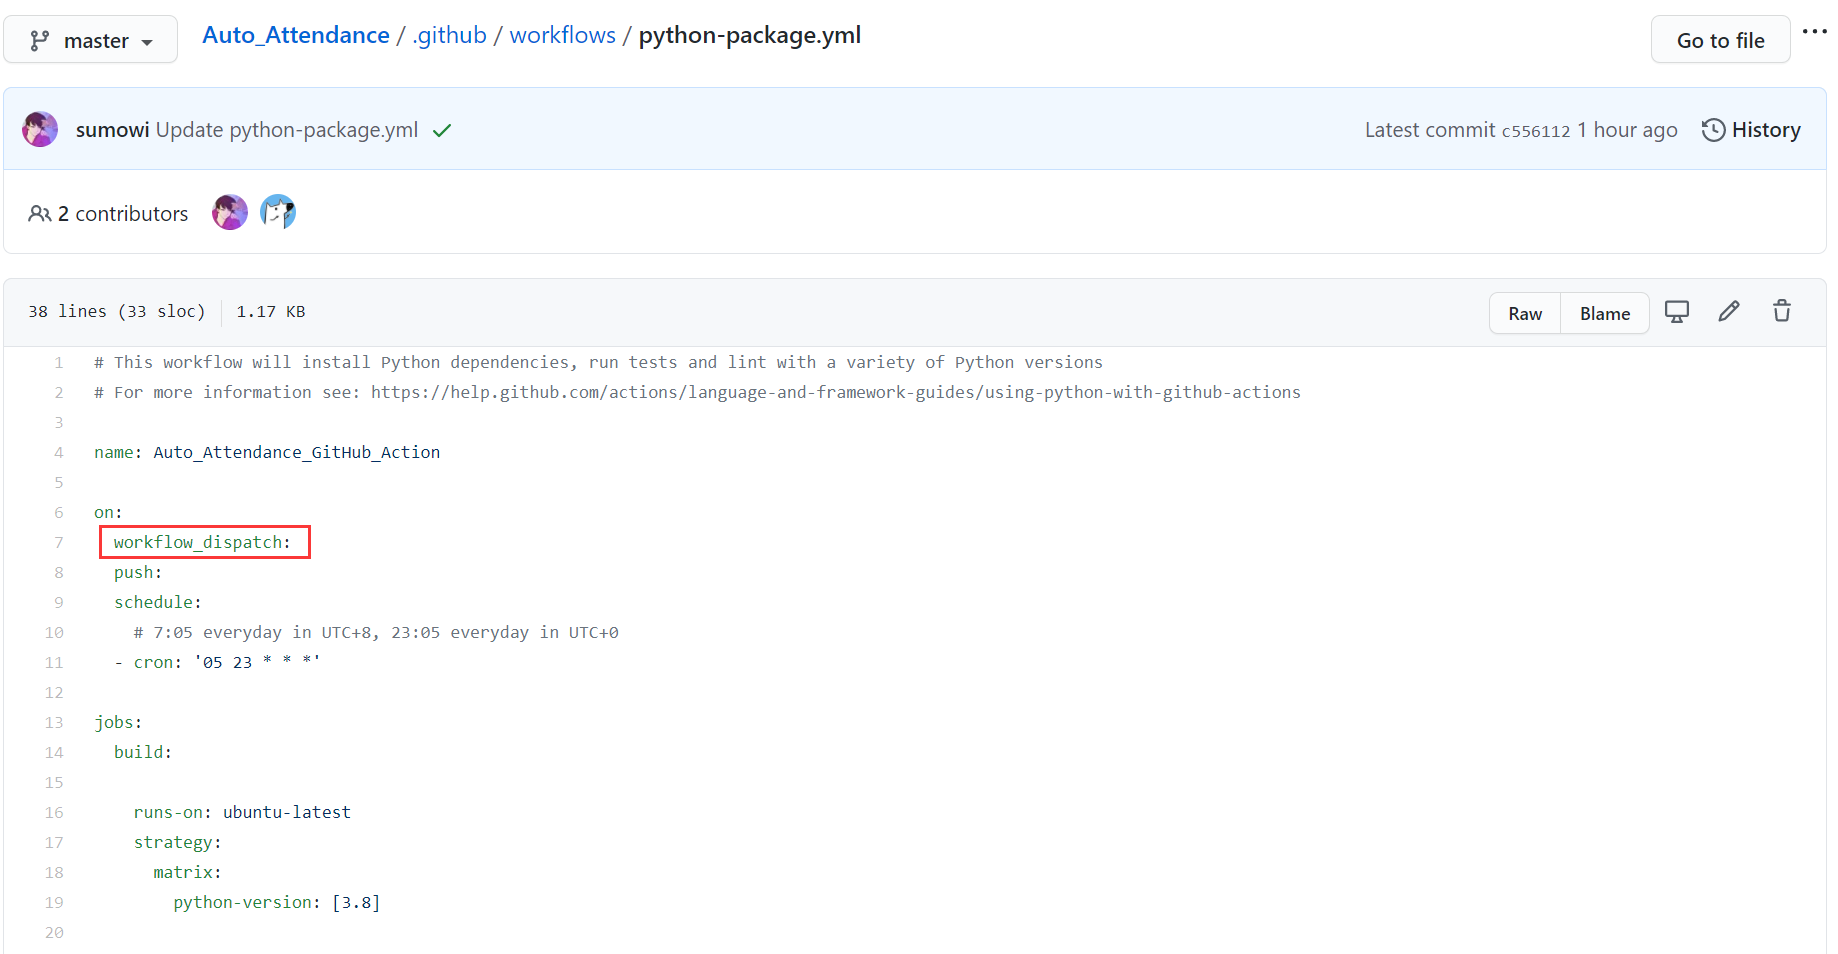 master Auto_Attendance / .github / workflows / python-package.yml Go to file ...
sumowi Update python-package.yml Latest commit c556112 1 hour ago History
2 contributors
38 lines (33 sloc) 1.17 KB Raw Blame
1 # This workflow will install Python dependencies, run tests and lint with a variety of Python versions
2 # For more information see: https://help.github.com/actions/language-and-framework-guides/using-python-with-github-actions
3
4 name: Auto_Attendance_GitHub_Action
5
6 on:
7 workflow_dispatch:
8 push:
9 schedule:
10 # 7:05 everyday in UTC+8, 23:05 everyday in UTC+0
11 - cron: '05 23 * * *'
12
13 jobs:
14 build:
15
16 runs-on: ubuntu-latest
17 strategy:
18 matrix:
19 python-version: [3.8]
20